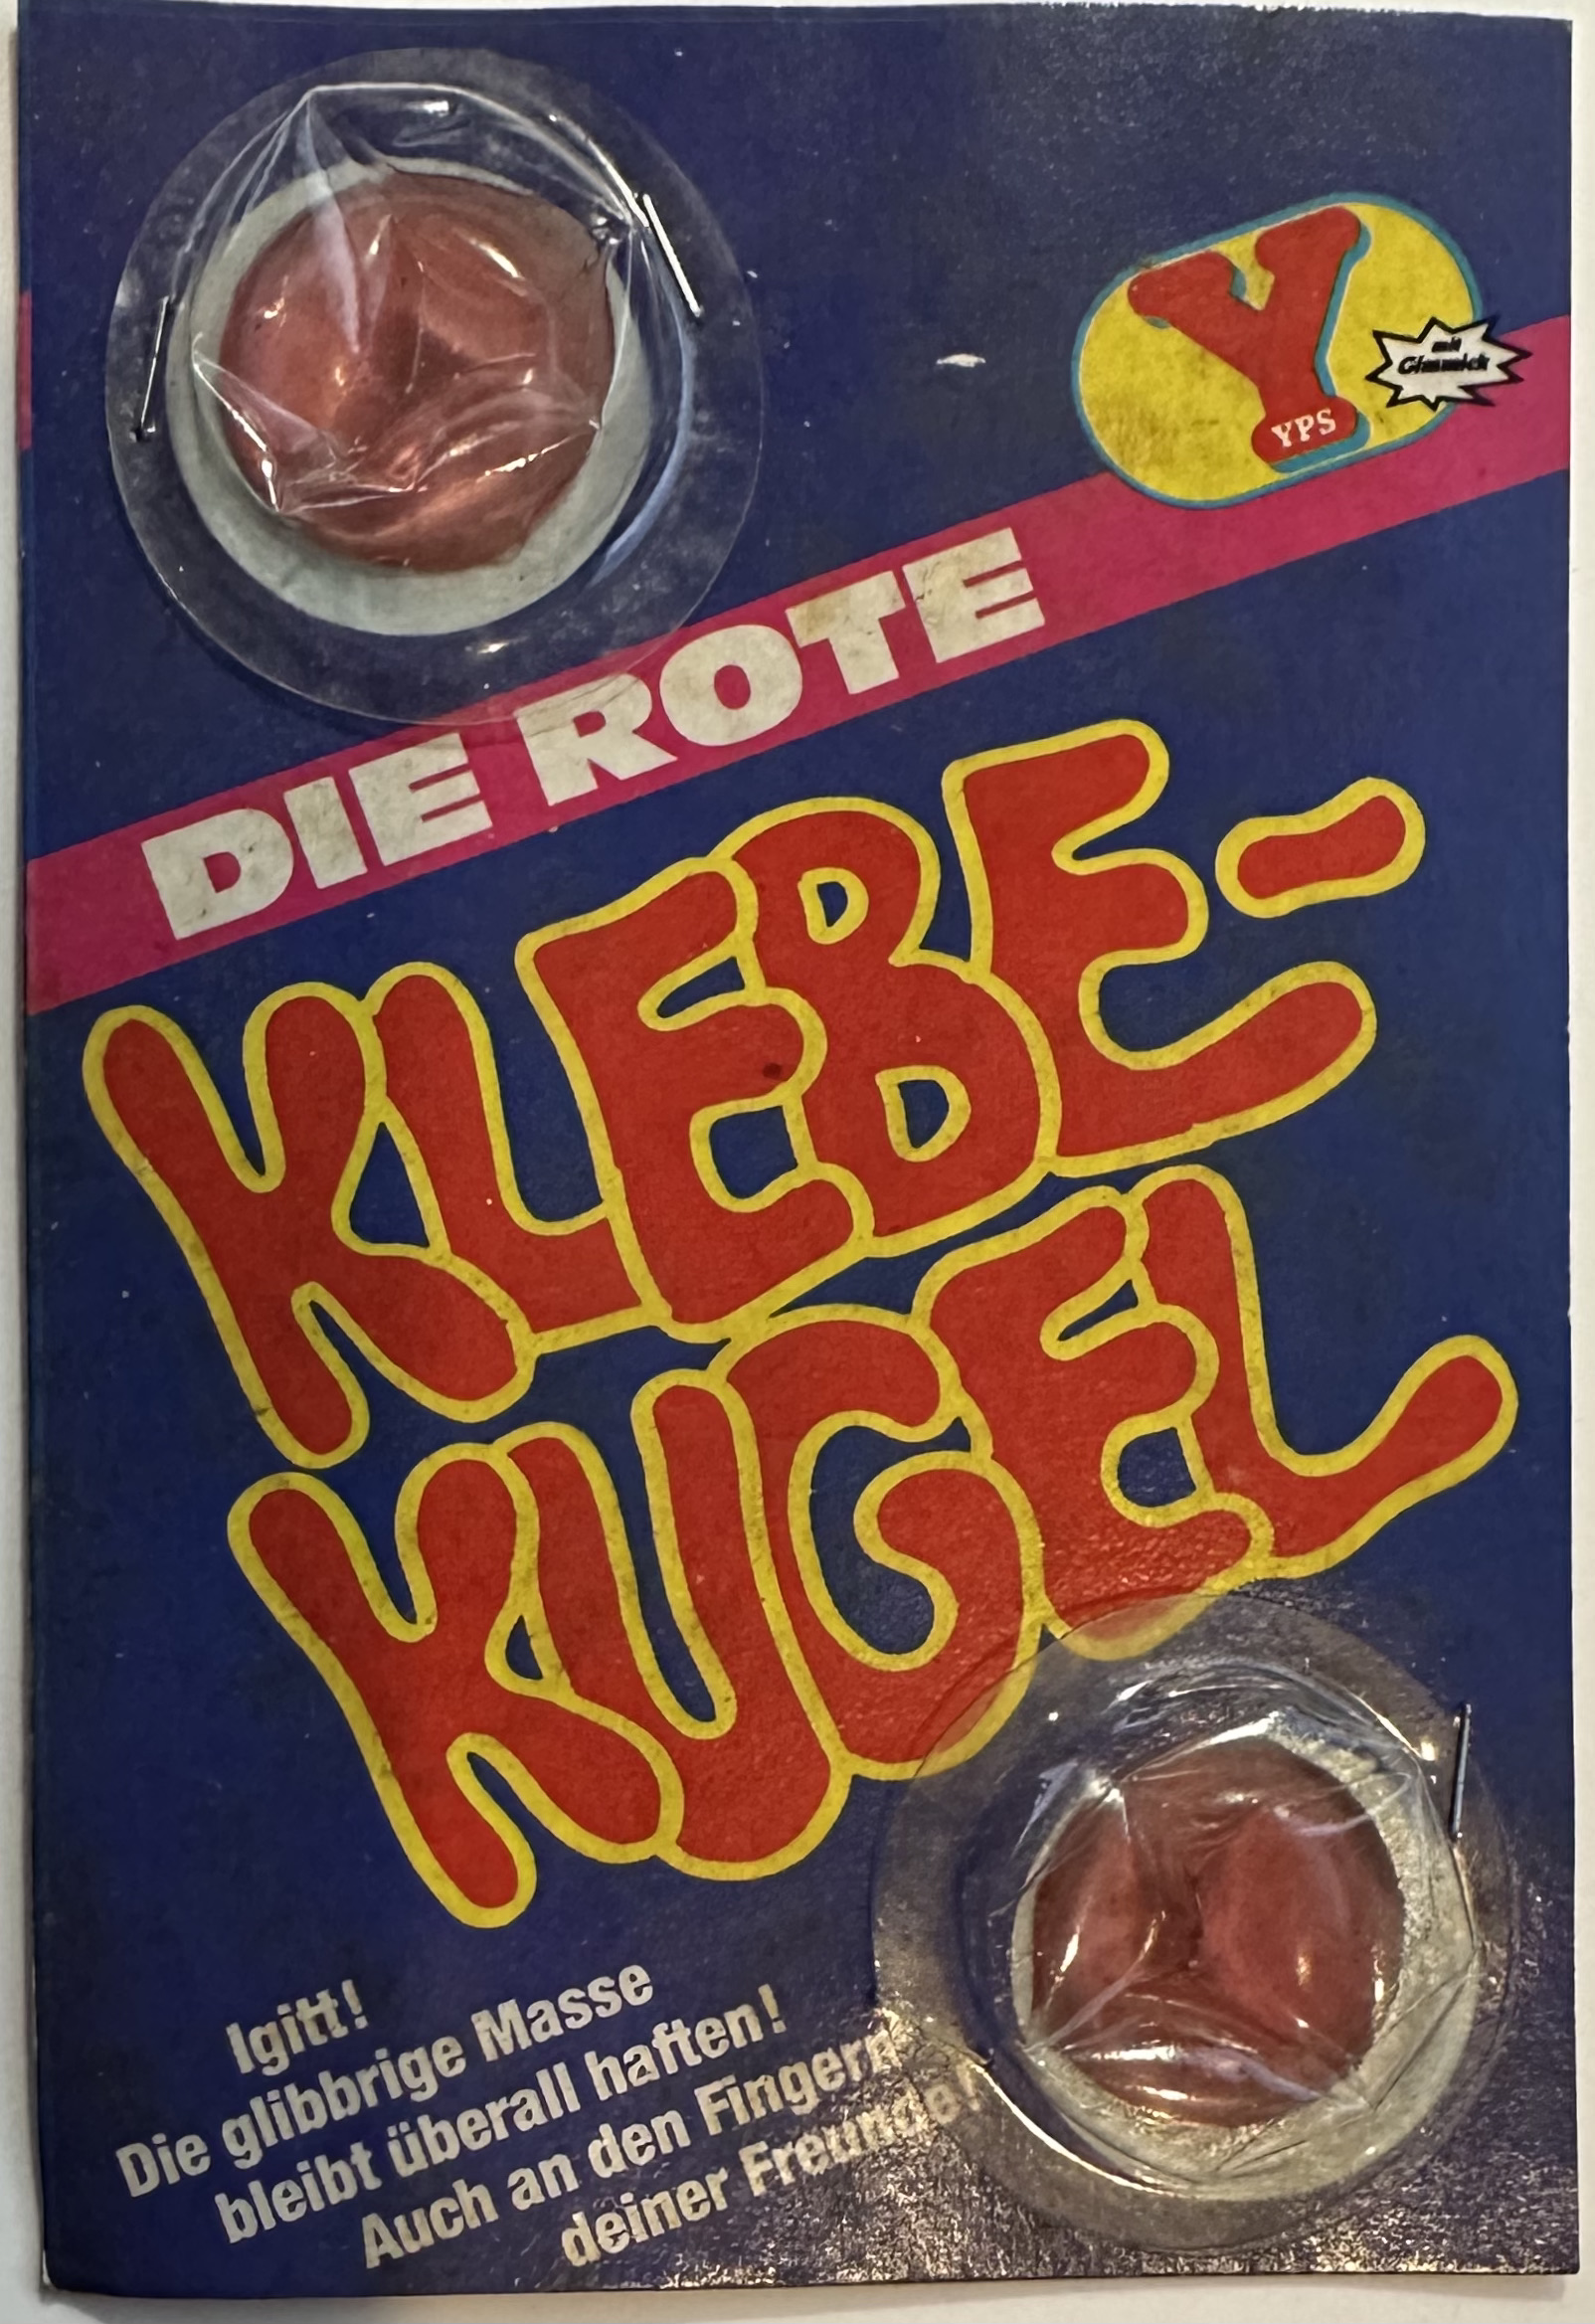 Y
YPS
mit
Gimmick
DIE ROTE
KLEBE-
KUGEL
Igitt!
Die glibbrige Masse
bleibt überall haften!
Auch an den Fingern
deiner Freunde!